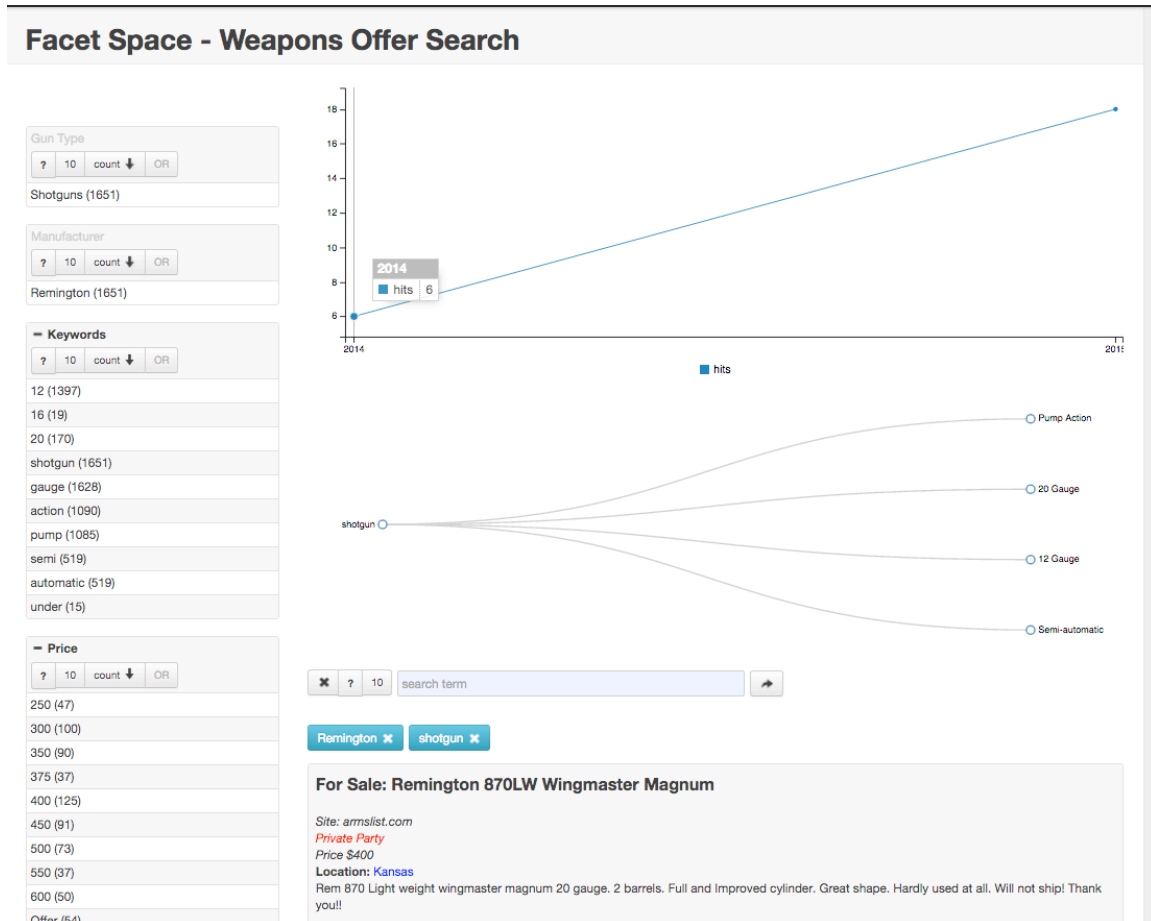 Facet Space - Weapons Offer Search
Gun Type
? 10 count OR
Shotguns (1651)
Manufacturer
? 10 count OR
Remington (1651)
Keywords
? 10 count OR
12 (1397)
16 (19)
20 (170)
shotgun (1651)
gauge (1628)
action (1090)
pump (1085)
semi (519)
automatic (519)
under (15)
Price
? 10 count OR
250 (47)
300 (100)
350 (90)
375 (37)
400 (125)
450 (91)
500 (73)
550 (37)
600 (50)
Offer (54)
18
16
14
12
10
8
6
2014
hits 6
2014 2015
hits
shotgun
Pump Action
20 Gauge
12 Gauge
Semi-automatic
? 10 search term
Remington shotgun
For Sale: Remington 870LW Wingmaster Magnum
Site: armslist.com
Private Party
Price $400
Location: Kansas
Rem 870 Light weight wingmaster magnum 20 gauge. 2 barrels. Full and Improved cylinder. Great shape. Hardly used at all. Will not ship! Thank
you!!